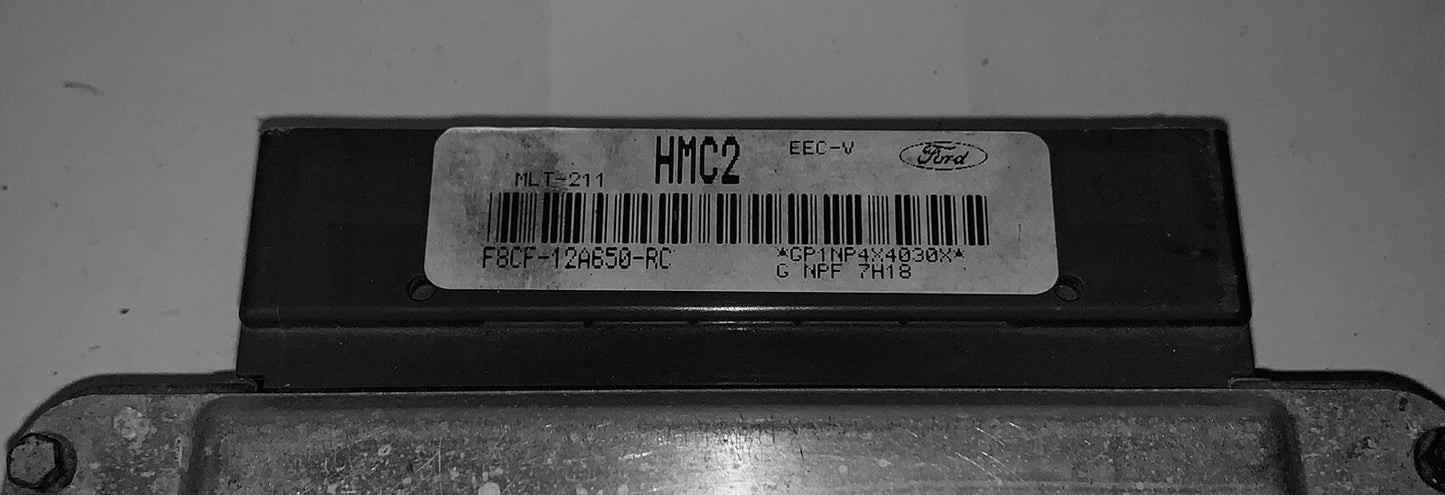 HMC2 EEC-V Ford
MLT-211
F8CF-12A650-RC *GP1NP4X4030X*
G NPF 7H18